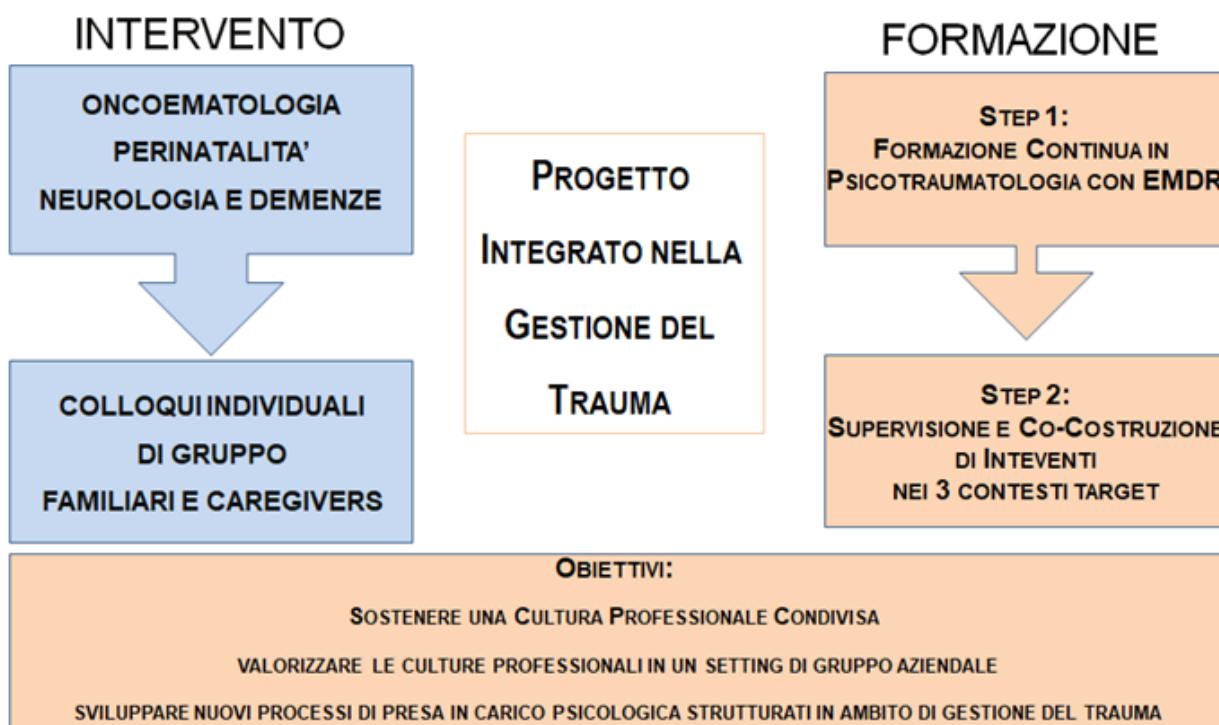 INTERVENTO
ONCOEMATOLOGIA
PERINATALITA'
NEUROLOGIA E DEMENZE
COLLOQUI INDIVIDUALI
DI GRUPPO
FAMILIARI E CAREGIVERS
PROGETTO
INTEGRATO NELLA
GESTIONE DEL
TRAUMA
FORMAZIONE
STEP 1:
FORMAZIONE CONTINUA IN
PSICOTRAUMATOLOGIA CON EMDR
STEP 2:
SUPERVISIONE E CO-COSTRUZIONE
DI INTEVENTI
NEI 3 CONTESTI TARGET
OBIETTIVI:
SOSTENERE UNA CULTURA PROFESSIONALE CONDIVISA
VALORIZZARE LE CULTURE PROFESSIONALI IN UN SETTING DI GRUPPO AZIENDALE
SVILUPPARE NUOVI PROCESSI DI PRESA IN CARICO PSICOLOGICA STRUTTURATI IN AMBITO DI GESTIONE DEL TRAUMA